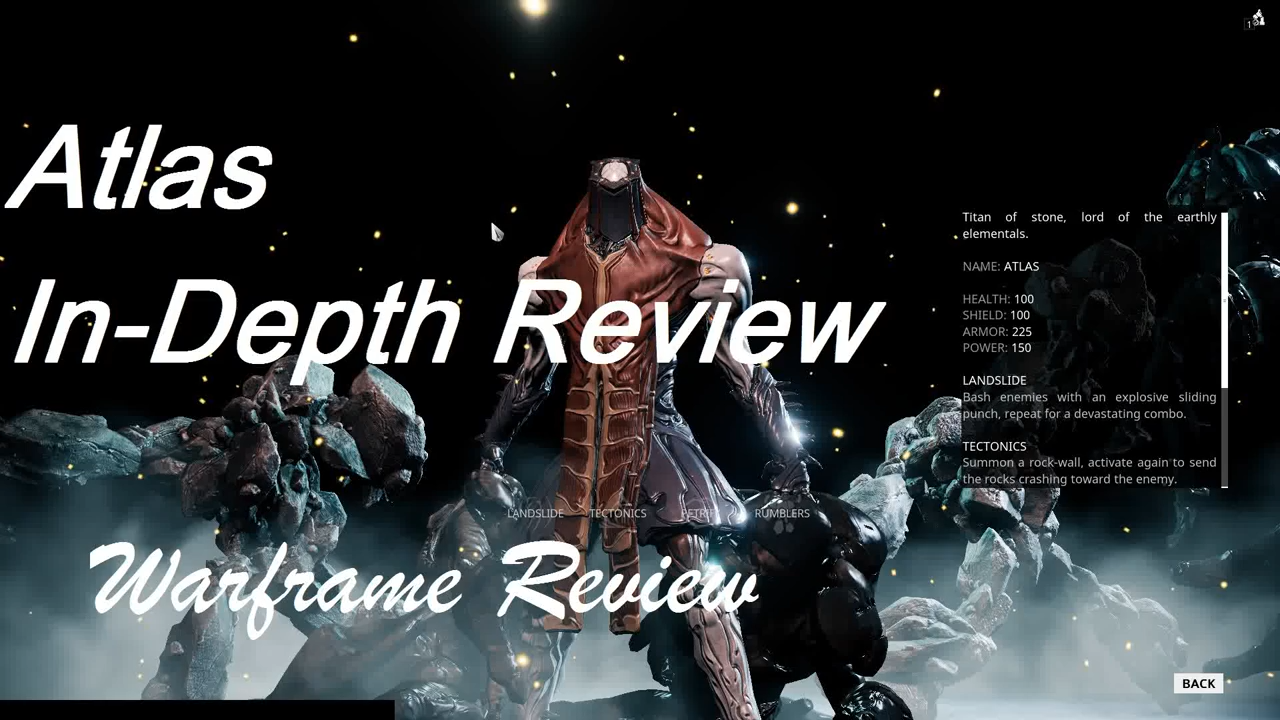 1
Atlas
In-Depth Review
Warframe Review
Titan of stone, lord of the earthly
elementals.
NAME: ATLAS
HEALTH: 100
SHIELD: 100
ARMOR: 225
POWER: 150
LANDSLIDE
Bash enemies with an explosive sliding
punch, repeat for a devastating combo.
TECTONICS
Summon a rock-wall, activate again to send
the rocks crashing toward the enemy.
LANDSLIDE TECTONICS PETRIFY RUMBLERS
BACK